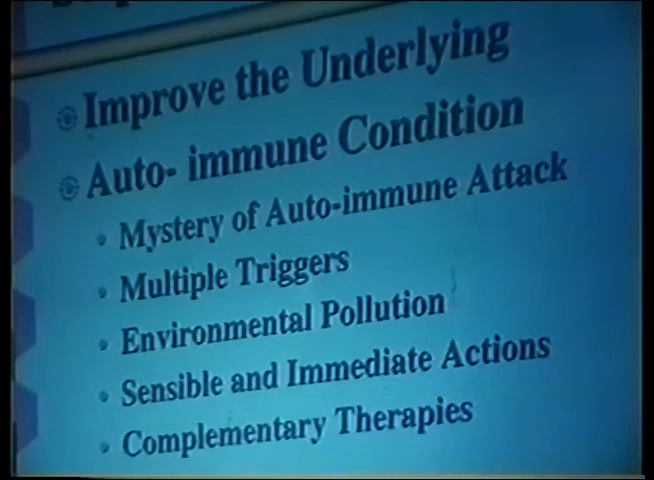 Improve the Underlying
Auto- immune Condition
Mystery of Auto-immune Attack
Multiple Triggers
Environmental Pollution
Sensible and Immediate Actions
Complementary Therapies